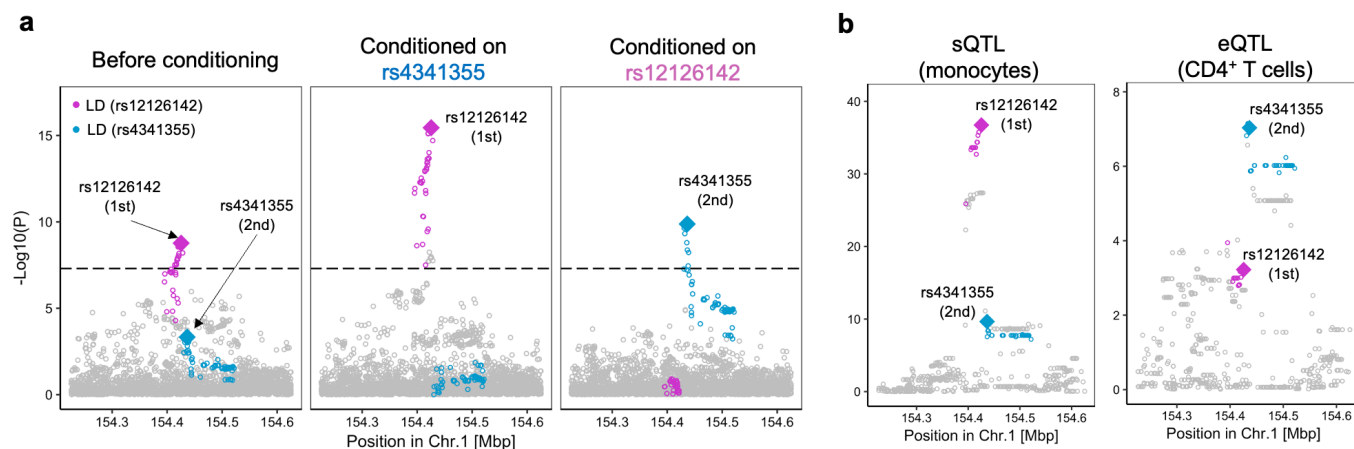 a
Before conditioning
Conditioned on
rs4341355
Conditioned on
rs12126142
LD (rs12126142)
LD (rs4341355)
rs12126142
(1st)
rs4341355
(2nd)
rs12126142
(1st)
rs4341355
(2nd)
-Log10(P)
15
10
5
0
154.3 154.4 154.5 154.6
154.3 154.4 154.5 154.6
154.3 154.4 154.5 154.6
Position in Chr.1 [Mbp]
Position in Chr.1 [Mbp]
b
sQTL
(monocytes)
eQTL
(CD4⁺ T cells)
40
30
20
10
0
rs12126142
(1st)
rs4341355
(2nd)
8
6
4
2
0
rs4341355
(2nd)
rs12126142
(1st)
154.3 154.4 154.5 154.6
154.3 154.4 154.5 154.6
Position in Chr.1 [Mbp]
Position in Chr.1 [Mbp]